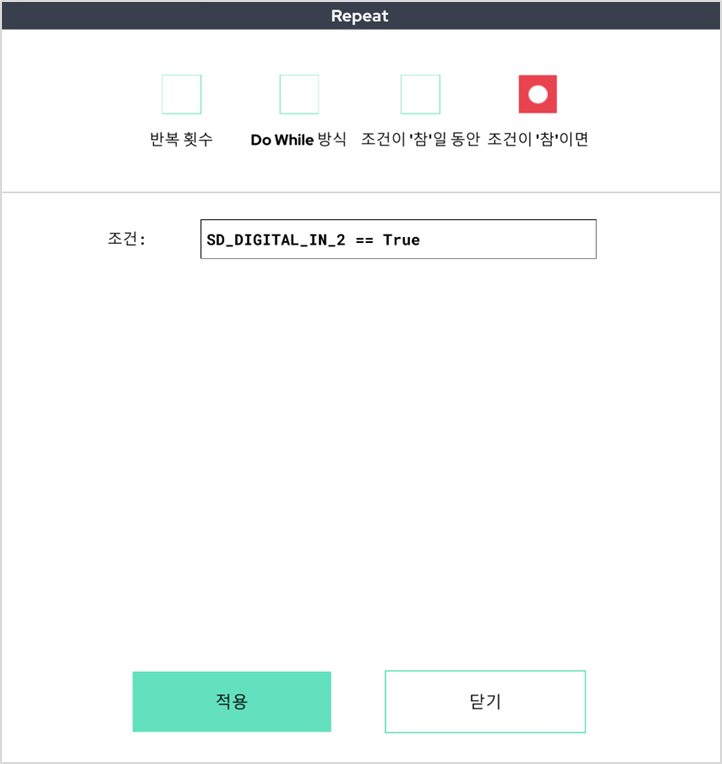 Repeat
반복 횟수
Do While 방식
조건이 '참'일 동안
조건이 '참'이면
조건:
SD_DIGITAL_IN_2 == True
적용
닫기